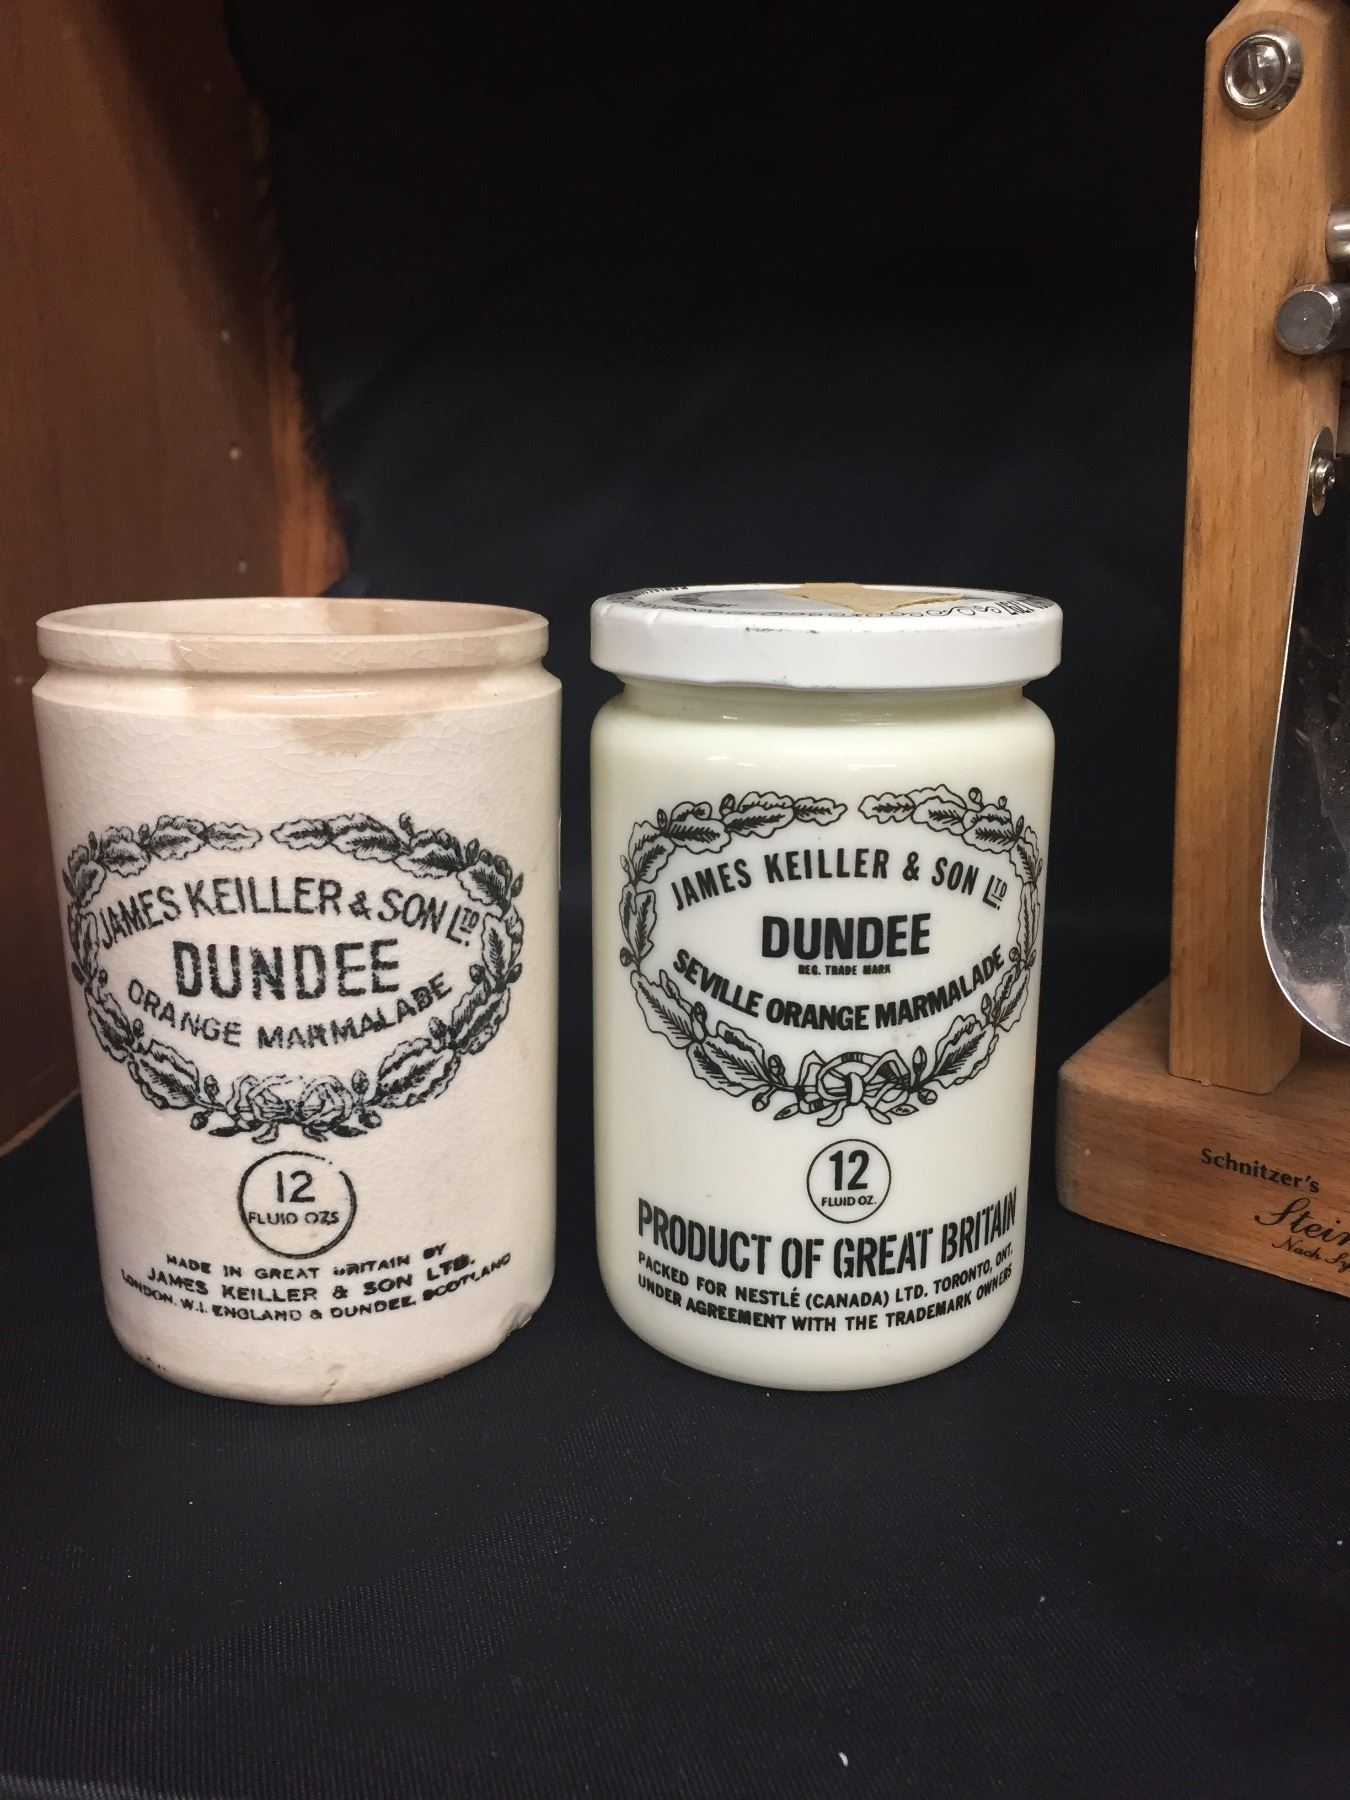 JAMES KEILLER & SON LTD.
DUNDEE
ORANGE MARMALADE
12
FLUID OZS
MADE IN GREAT BRITAIN BY
JAMES KEILLER & SON LTD.
LONDON. W.I. ENGLAND & DUNDEE, SCOTLAND
JAMES KEILLER & SON LTD.
DUNDEE
REG. TRADE MARK
SEVILLE ORANGE MARMALADE
12
FLUID OZ.
PRODUCT OF GREAT BRITAIN
PACKED FOR NESTLÉ (CANADA) LTD. TORONTO, ONT.
UNDER AGREEMENT WITH THE TRADEMARK OWNERS
1797
Schnitzer's